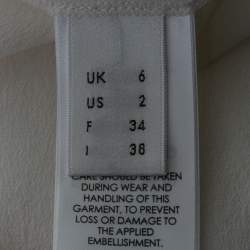 UK 6
US 2
F 34
I 38
CARE SHOULD BE TAKEN
DURING WEAR AND
HANDLING OF THIS
GARMENT, TO PREVENT
LOSS OR DAMAGE TO
THE APPLIED
EMBELLISHMENT.